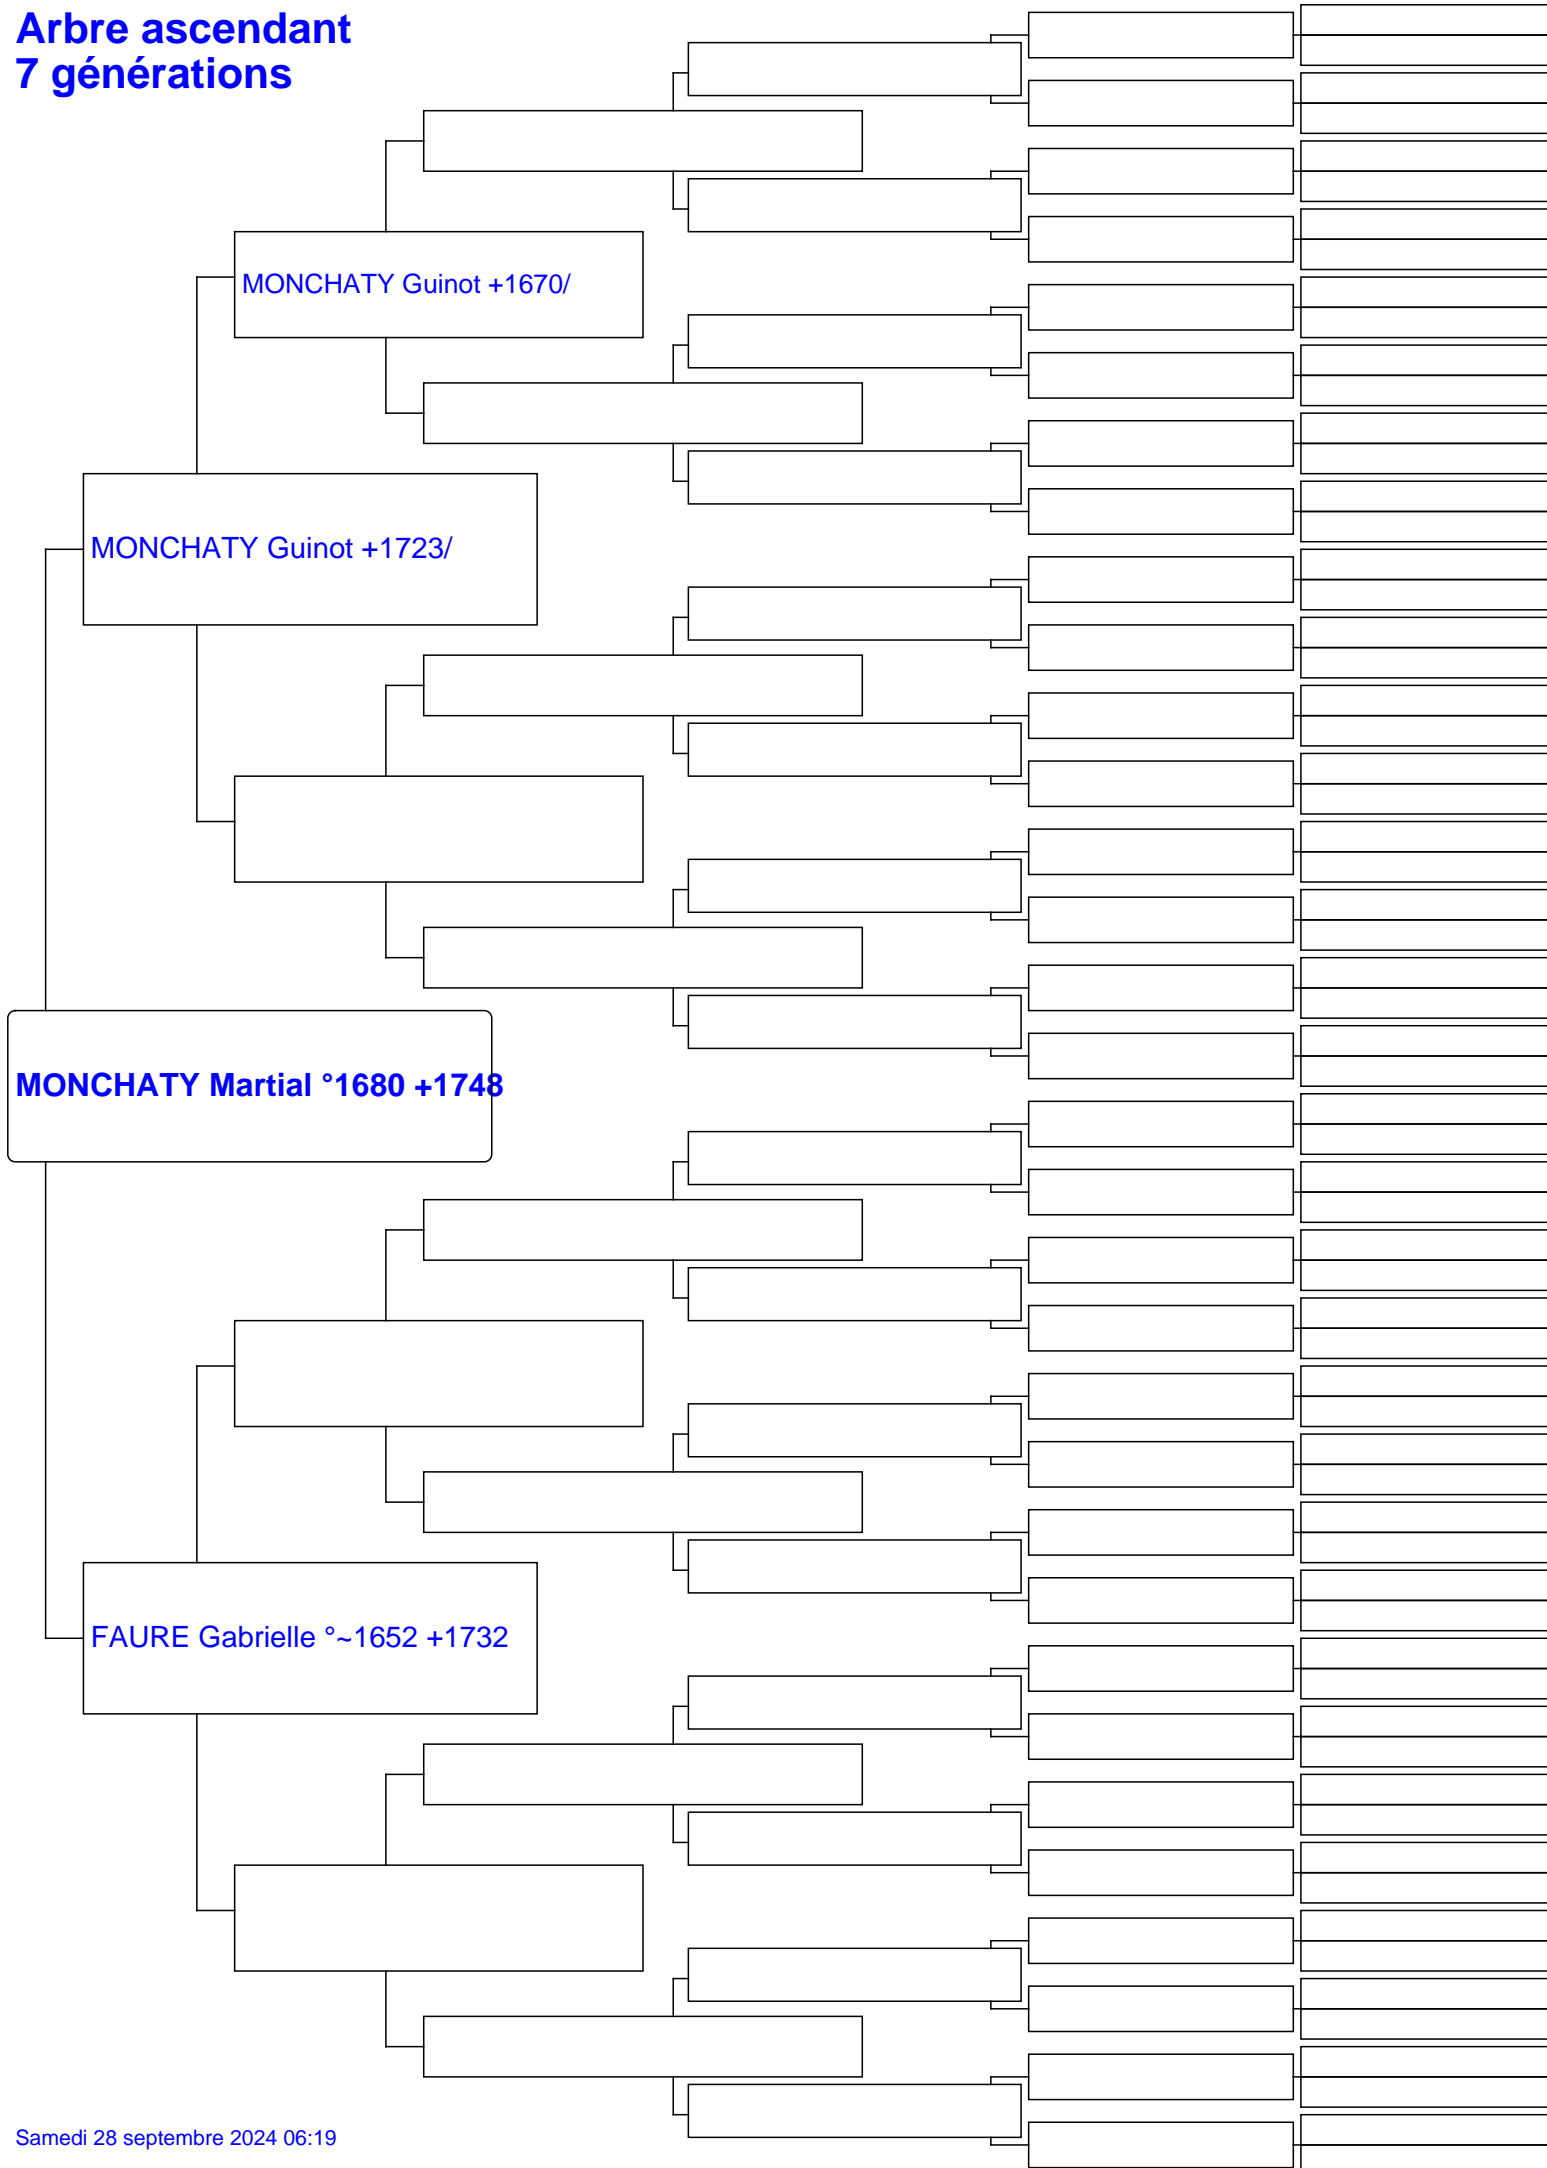 Arbre ascendant
7 générations
MONCHATY Guinot +1670/
MONCHATY Guinot +1723/
MONCHATY Martial °1680 +1748
FAURE Gabrielle °~1652 +1732
Samedi 28 septembre 2024 06:19